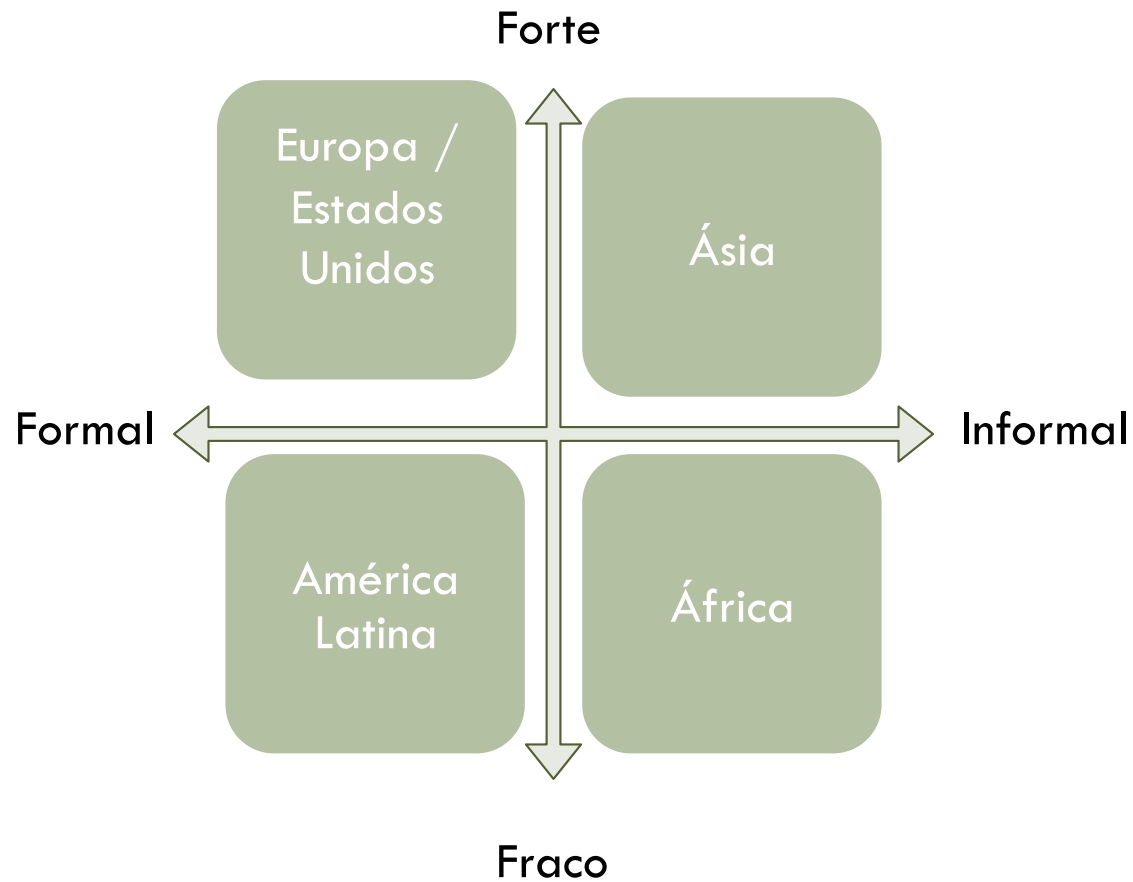 Forte
Europa /
Estados
Unidos
Ásia
Formal
Informal
América
Latina
África
Fraco